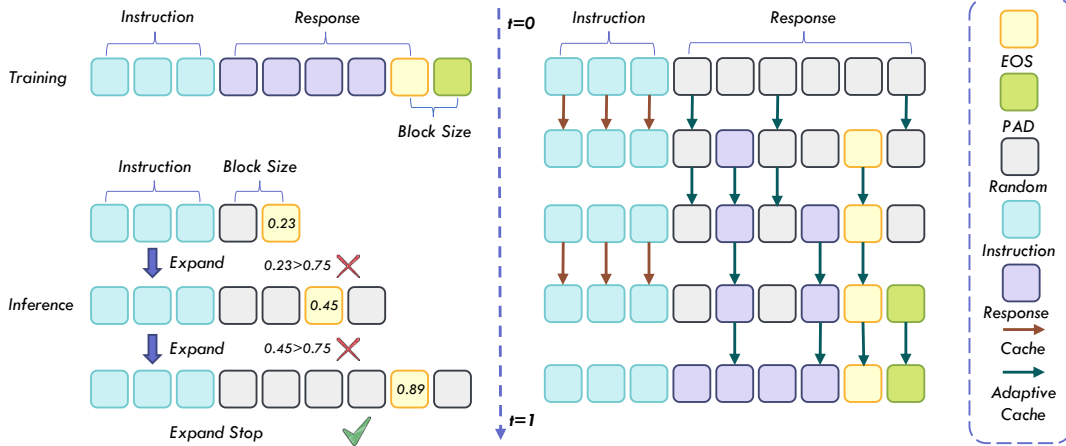 Instruction
Response
Training
Block Size
Instruction
Block Size
0.23
Expand
0.23>0.75
Inference
0.45
Expand
0.45>0.75
0.89
Expand Stop
t=0
t=1
Instruction
Response
EOS
PAD
Random
Instruction
Response
Cache
Adaptive
Cache